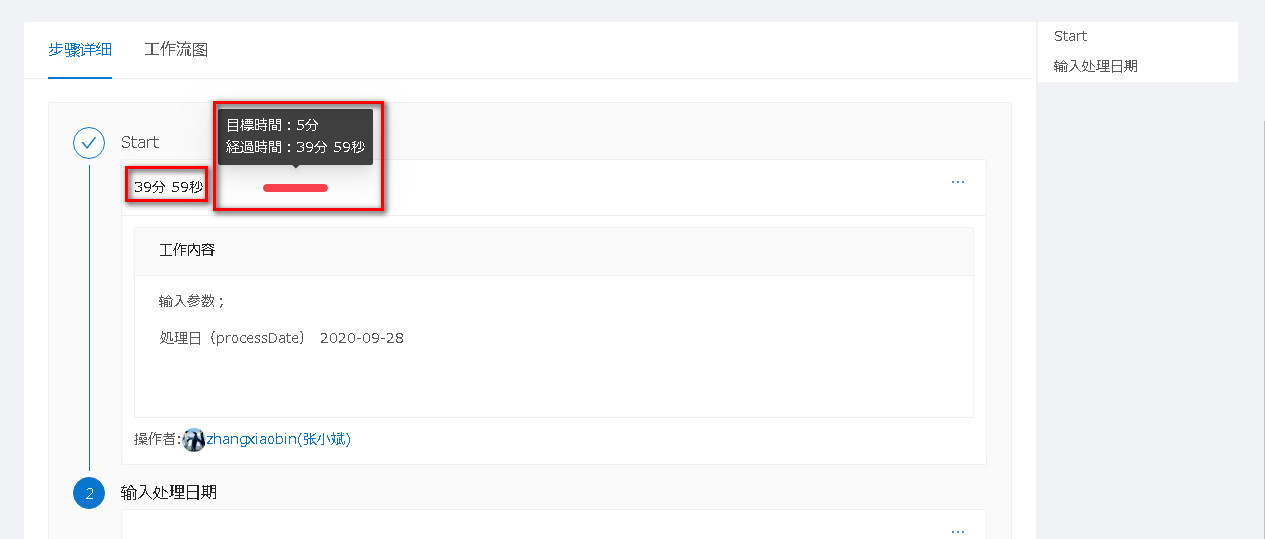 步骤详细
工作流图
Start
输入处理日期
Start
目標時間：5分
経過時間：39分 59秒
39分 59秒
...
工作内容
输入参数；
処理日（processDate） 2020-09-28
操作者:zhangxiaobin(张小斌)
2
输入处理日期
...